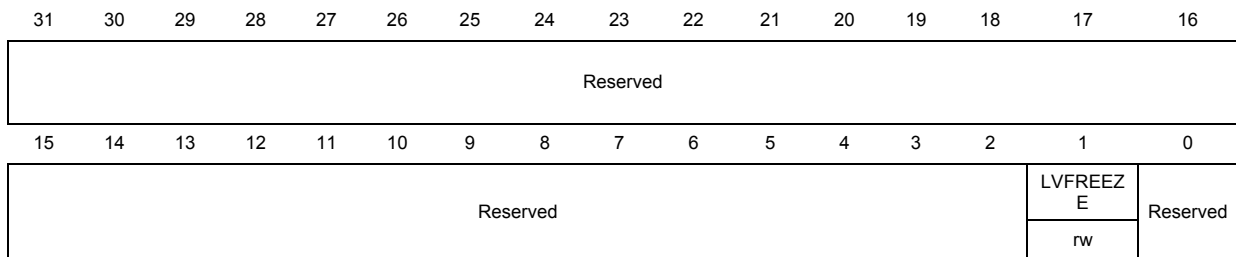 31 30 29 28 27 26 25 24 23 22 21 20 19 18 17 16
Reserved
15 14 13 12 11 10 9 8 7 6 5 4 3 2 1 0
Reserved
LVFREEZ
E
rw
Reserved